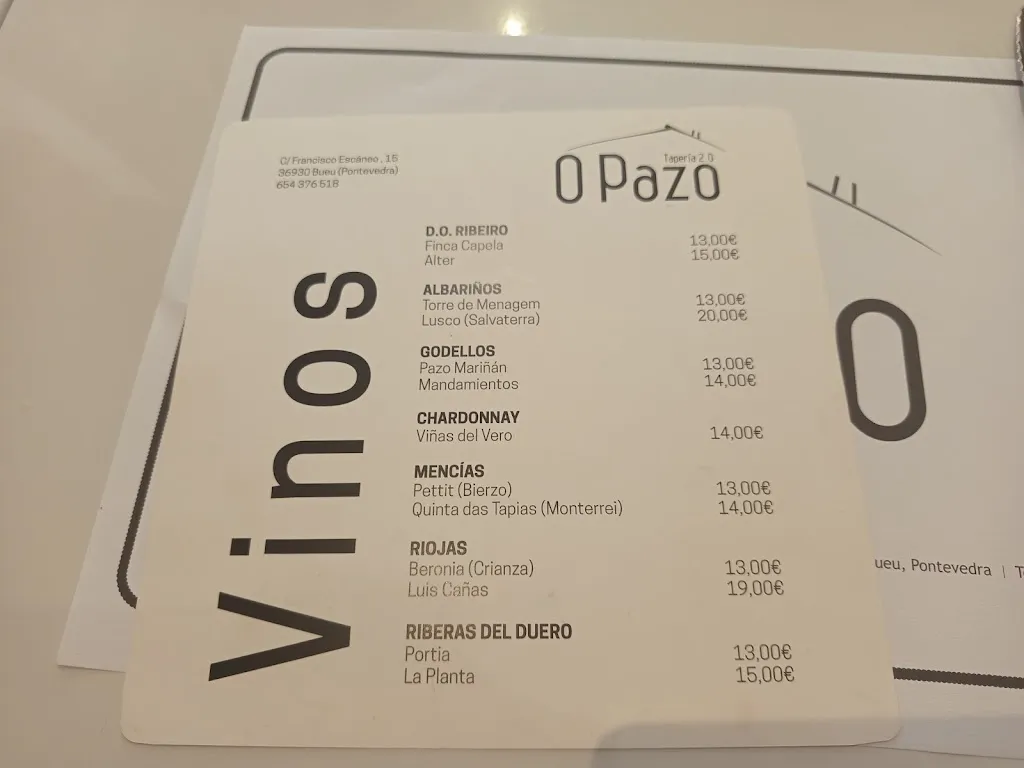 C/ Francisco Escáneo, 15
36930 Bueu (Pontevedra)
654 376 518
Tapería 2.0
O Pazo
Vinos
D.O. RIBEIRO
Finca Capela 13,00€
Alter 15,00€
ALBARIÑOS
Torre de Menagem 13,00€
Lusco (Salvaterra) 20,00€
GODELLOS
Pazo Mariñán 13,00€
Mandamientos 14,00€
CHARDONNAY
Viñas del Vero 14,00€
MENCÍAS
Pettit (Bierzo) 13,00€
Quinta das Tapias (Monterrei) 14,00€
RIOJAS
Beronia (Crianza) 13,00€
Luis Cañas 19,00€
RIBERAS DEL DUERO
Portia 13,00€
La Planta 15,00€
O
ueu, Pontevedra | T